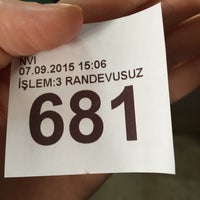 NVI
07.09.2015 15:06
İŞLEM:3 RANDEVUSUZ
681